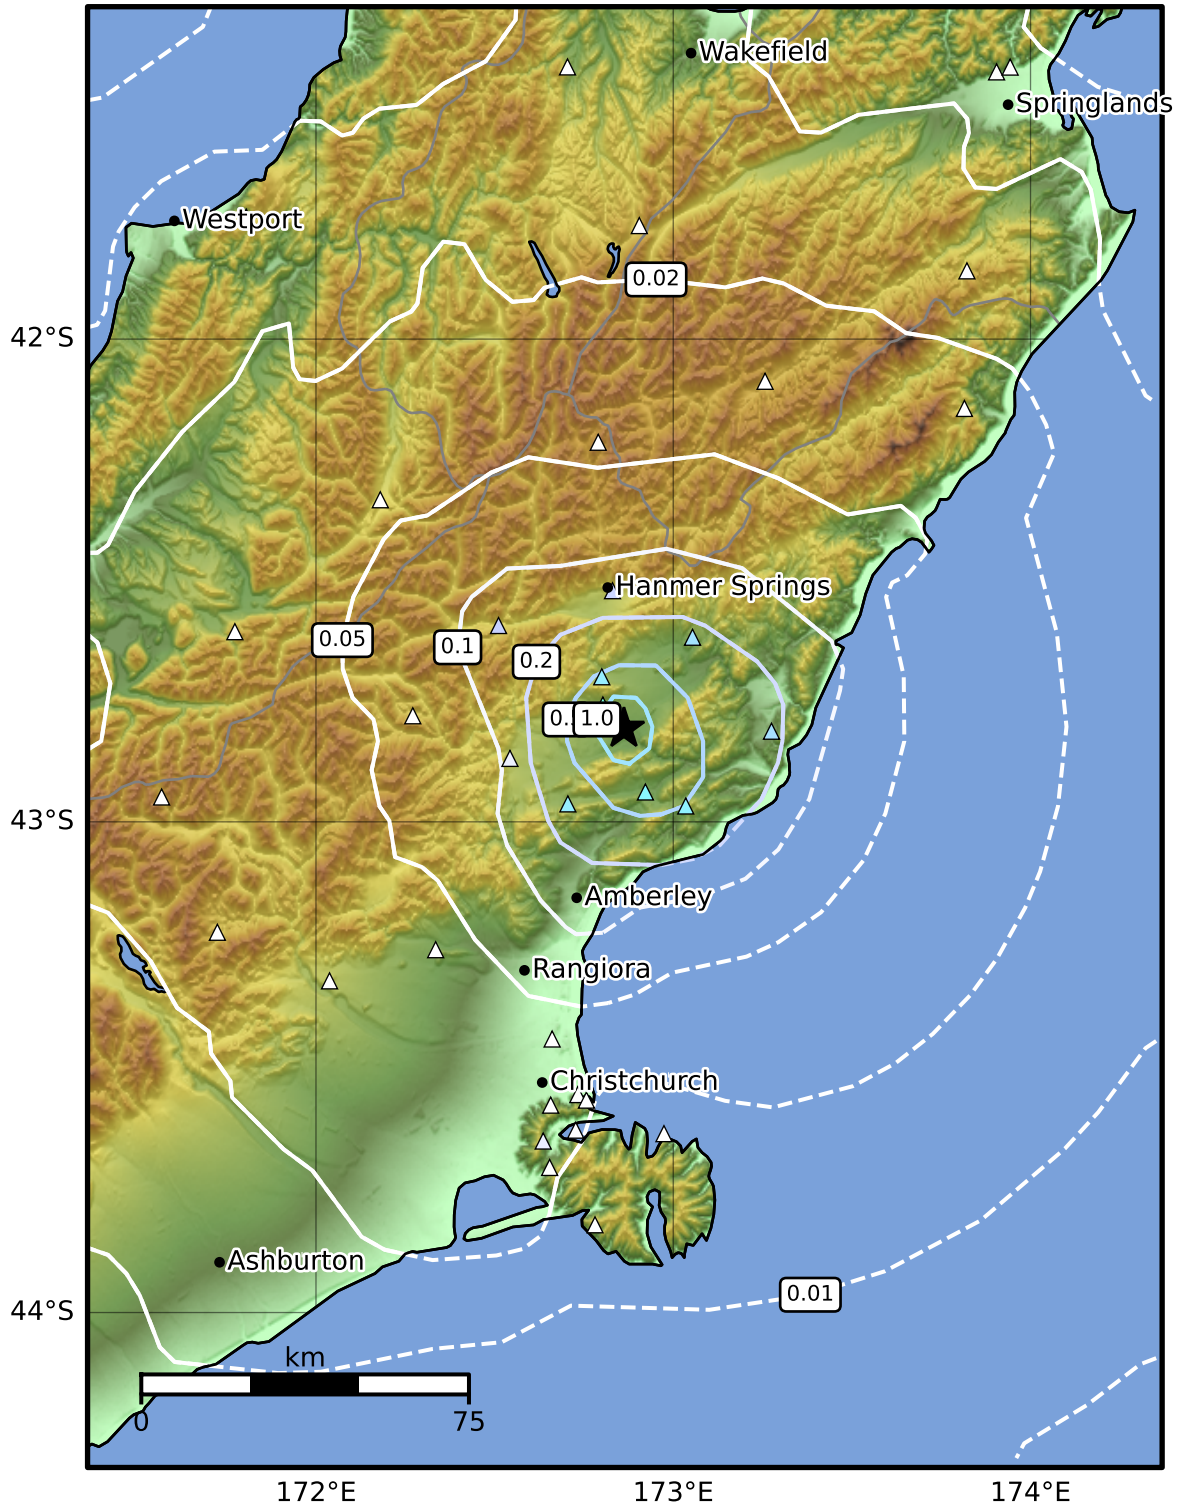 Wakefield
Springlands
Westport
0.02
42°S
Hanmer Springs
0.05
0.1
0.2
1.0
43°S
Amberley
Rangiora
Christchurch
Ashburton
0.01
44°S
km
0
75
172°E
173°E
174°E